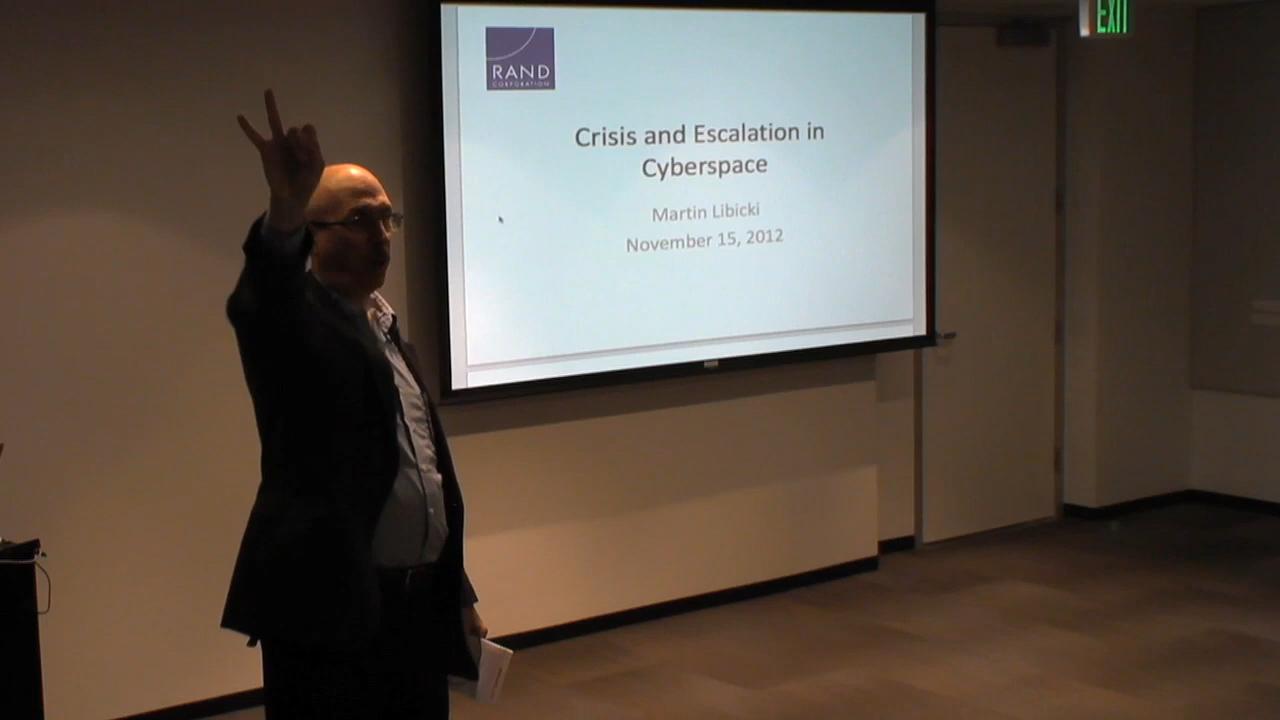 EXIT
RAND
CORPORATION
Crisis and Escalation in
Cyberspace
Martin Libicki
November 15, 2012